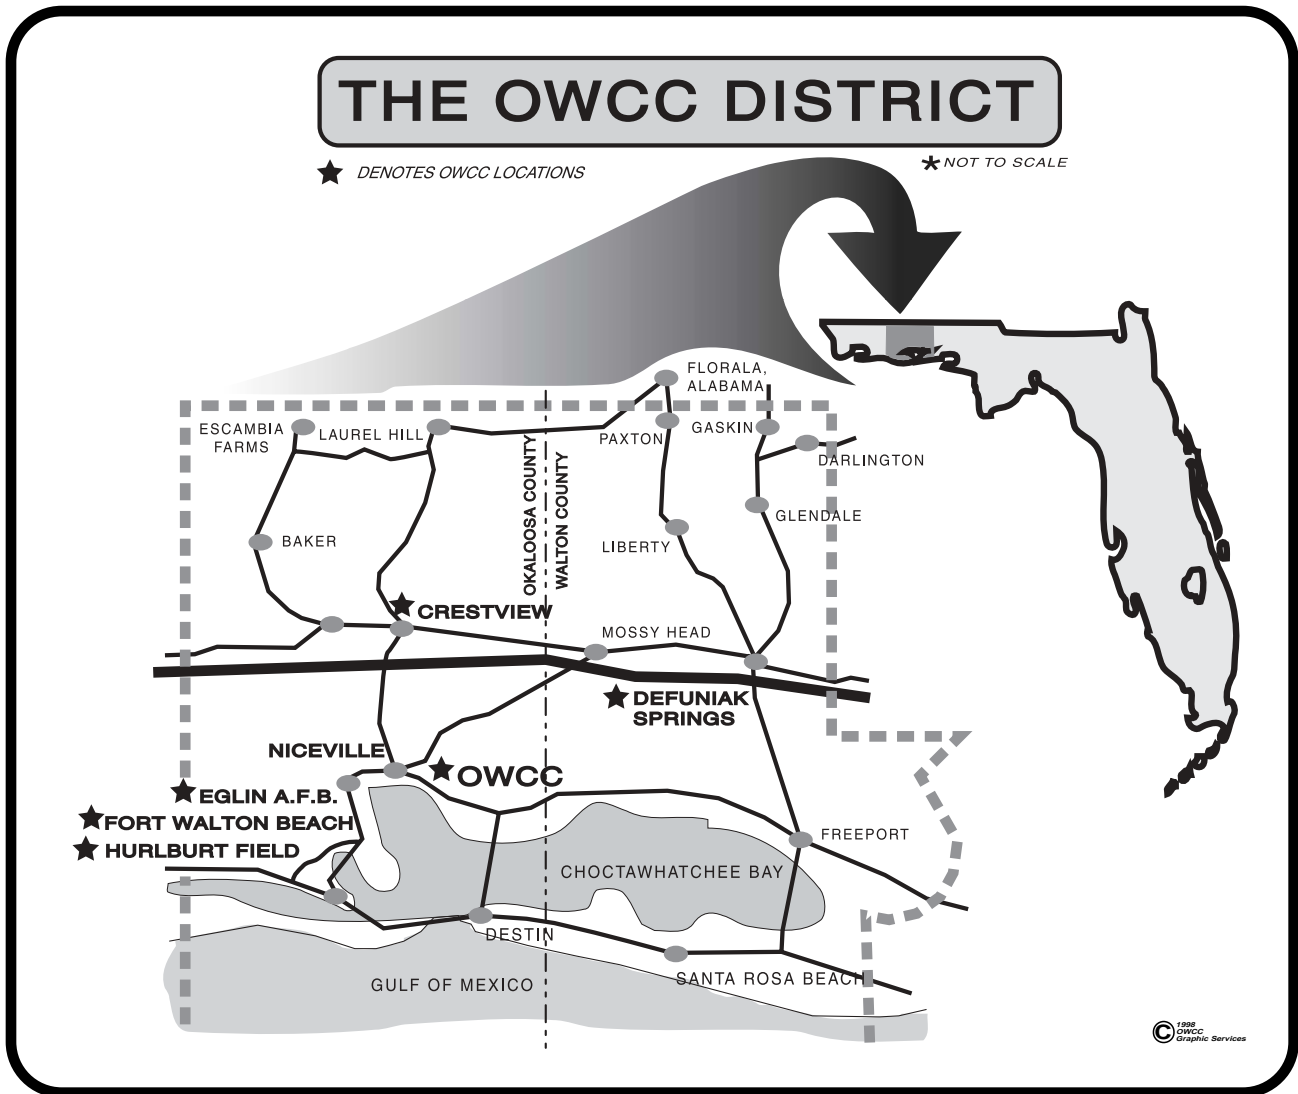 THE OWCC DISTRICT
★ DENOTES OWCC LOCATIONS
* NOT TO SCALE
FLORALA,
ALABAMA
ESCAMBIA
FARMS
LAUREL HILL
PAXTON
GASKIN
DARLINGTON
OKALOOSA COUNTY
WALTON COUNTY
GLENDALE
BAKER
LIBERTY
CRESTVIEW
MOSSY HEAD
DEFUNIAK
SPRINGS
NICEVILLE
OWCC
EGLIN A.F.B.
FORT WALTON BEACH
HURLBURT FIELD
FREEPORT
CHOCTAWHATCHEE BAY
DESTIN
SANTA ROSA BEACH
GULF OF MEXICO
© 1998
OWCC
Graphic Services